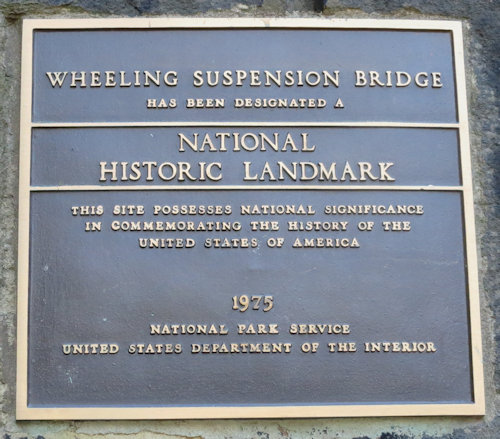 WHEELING SUSPENSION BRIDGE
HAS BEEN DESIGNATED A
NATIONAL
HISTORIC LANDMARK
THIS SITE POSSESSES NATIONAL SIGNIFICANCE
IN COMMEMORATING THE HISTORY OF THE
UNITED STATES OF AMERICA
1975
NATIONAL PARK SERVICE
UNITED STATES DEPARTMENT OF THE INTERIOR